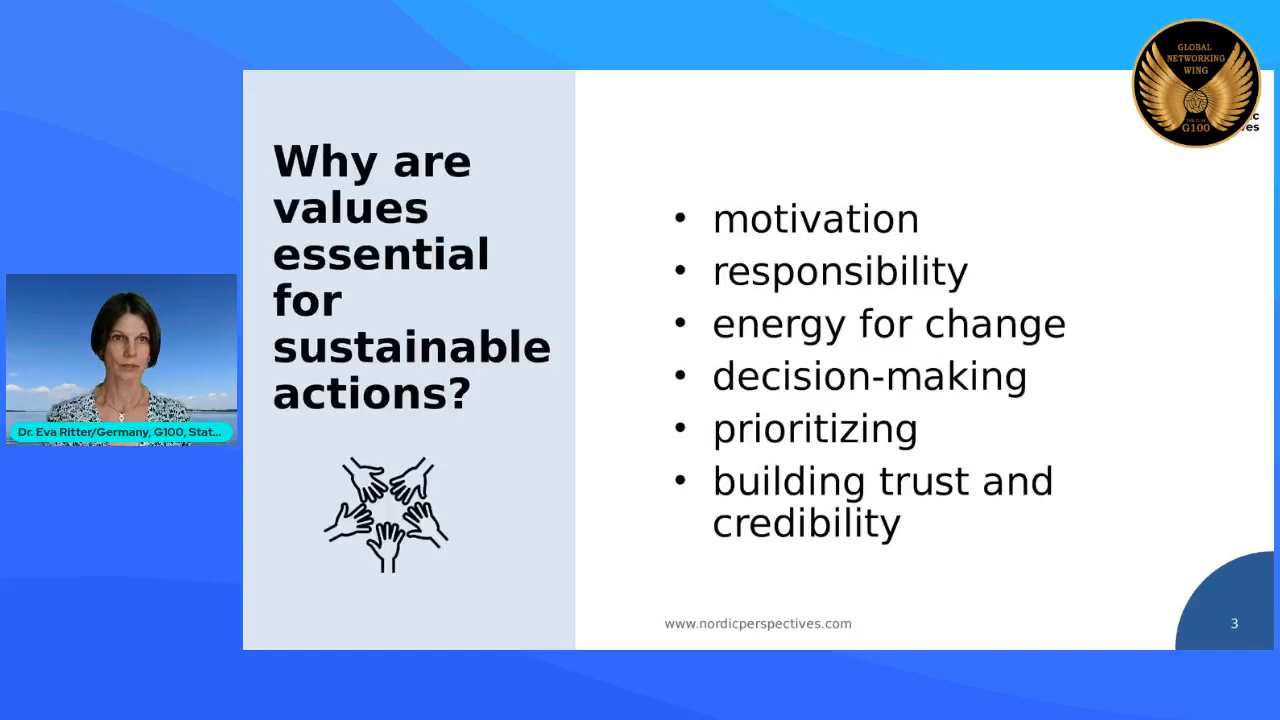 GLOBAL
NETWORKING
WING
G100
Why are
values
essential
for
sustainable
actions?
• motivation
• responsibility
• energy for change
• decision-making
• prioritizing
• building trust and
credibility
Dr. Eva Ritter/Germany, G100, Stat...
www.nordicperspectives.com
3